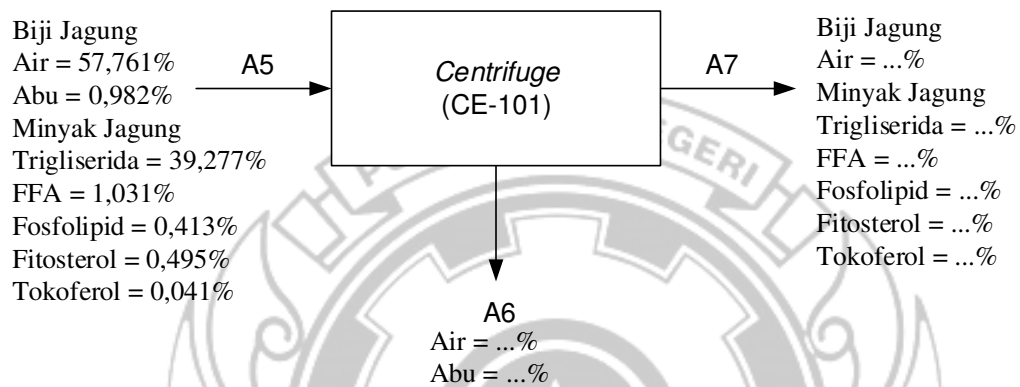 Biji Jagung
Air = 57,761%
Abu = 0,982%
Minyak Jagung
Trigliserida = 39,277%
FFA = 1,031%
Fosfolipid = 0,413%
Fitosterol = 0,495%
Tokoferol = 0,041%
A5
Centrifuge
(CE-101)
A7
Biji Jagung
Air = ...%
Minyak Jagung
Trigliserida = ...%
FFA = ...%
Fosfolipid = ...%
Fitosterol = ...%
Tokoferol = ...%
A6
Air = ...%
Abu = ...%